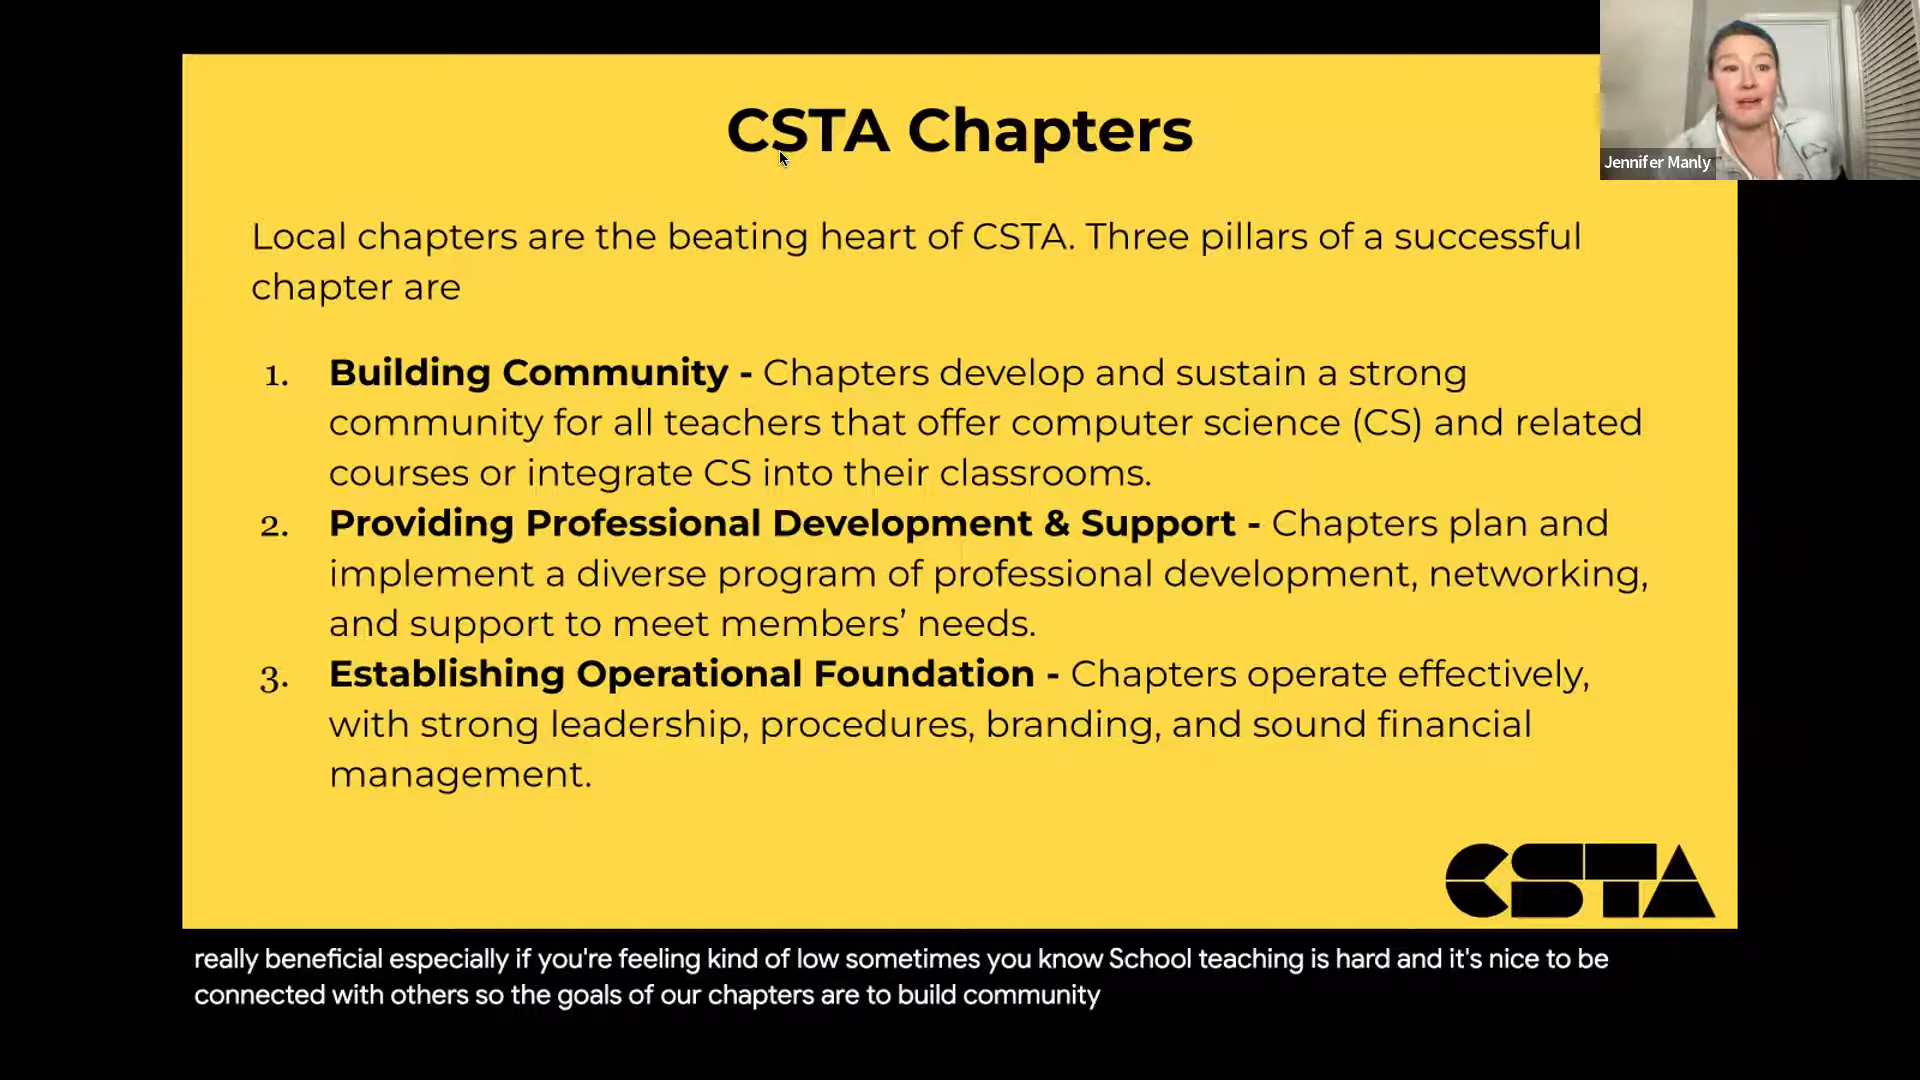 CSTA Chapters
Jennifer Manly
Local chapters are the beating heart of CSTA. Three pillars of a successful
chapter are
1. Building Community - Chapters develop and sustain a strong
community for all teachers that offer computer science (CS) and related
courses or integrate CS into their classrooms.
2. Providing Professional Development & Support - Chapters plan and
implement a diverse program of professional development, networking,
and support to meet members’ needs.
3. Establishing Operational Foundation - Chapters operate effectively,
with strong leadership, procedures, branding, and sound financial
management.
CSTA
really beneficial especially if you're feeling kind of low sometimes you know School teaching is hard and it's nice to be
connected with others so the goals of our chapters are to build community